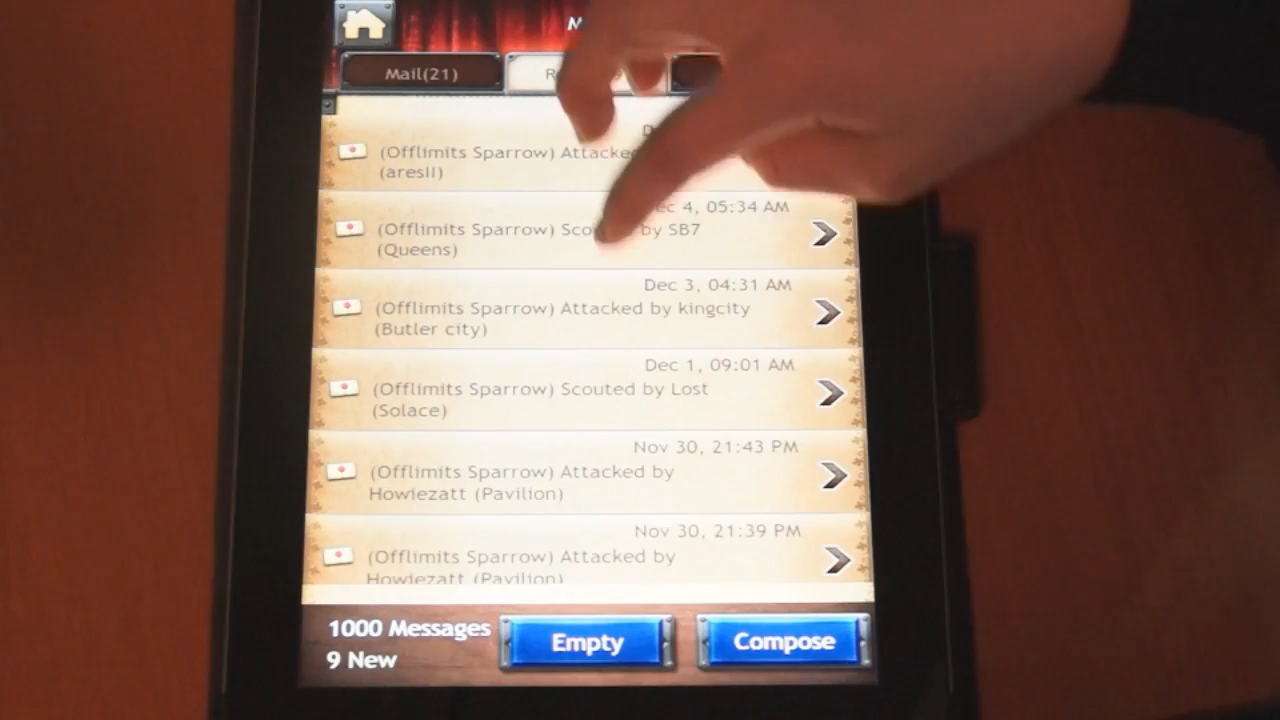 Mail(21)
(Offlimits Sparrow) Attacked
(aresII)
4, 05:34 AM
(Offlimits Sparrow) by SB7
(Queens)
Dec 3, 04:31 AM
(Offlimits Sparrow) Attacked by kingcity
(Butler city)
Dec 1, 09:01 AM
(Offlimits Sparrow) Scouted by Lost
(Solace)
Nov 30, 21:43 PM
(Offlimits Sparrow) Attacked by
Howiezatt (Pavilion)
Nov 30, 21:39 PM
(Offlimits Sparrow) Attacked by
Howiezatt (Pavilion)
1000 Messages
9 New
Empty
Compose